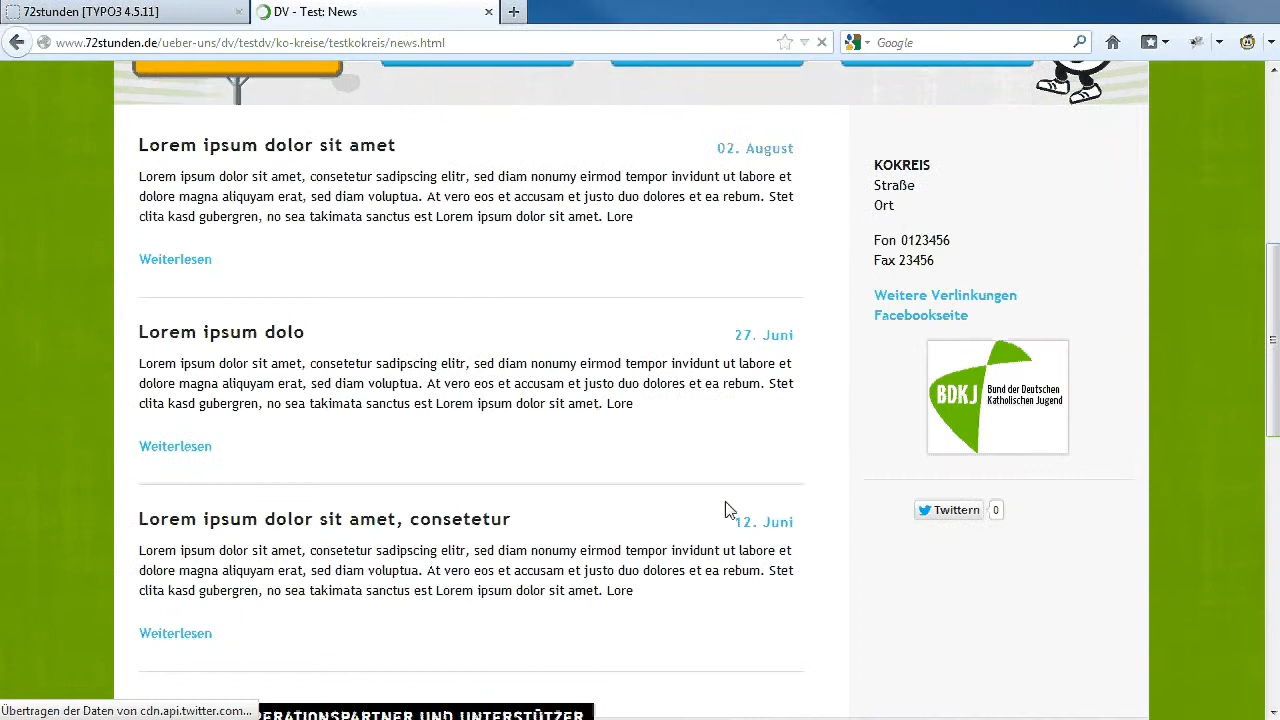 72stunden [TYPO3 4.5.11]
DV - Test: News
www.72stunden.de/ueber-uns/dv/testdv/ko-kreise/testkokreis/news.html
Google
Lorem ipsum dolor sit amet
02. August
Lorem ipsum dolor sit amet, consetetur sadipscing elitr, sed diam nonumy eirmod tempor invidunt ut labore et
dolore magna aliquyam erat, sed diam voluptua. At vero eos et accusam et justo duo dolores et ea rebum. Stet
clita kasd gubergren, no sea takimata sanctus est Lorem ipsum dolor sit amet. Lore
Weiterlesen
Lorem ipsum dolo
27. Juni
Lorem ipsum dolor sit amet, consetetur sadipscing elitr, sed diam nonumy eirmod tempor invidunt ut labore et
dolore magna aliquyam erat, sed diam voluptua. At vero eos et accusam et justo duo dolores et ea rebum. Stet
clita kasd gubergren, no sea takimata sanctus est Lorem ipsum dolor sit amet. Lore
Weiterlesen
Lorem ipsum dolor sit amet, consetetur
12. Juni
Lorem ipsum dolor sit amet, consetetur sadipscing elitr, sed diam nonumy eirmod tempor invidunt ut labore et
dolore magna aliquyam erat, sed diam voluptua. At vero eos et accusam et justo duo dolores et ea rebum. Stet
clita kasd gubergren, no sea takimata sanctus est Lorem ipsum dolor sit amet. Lore
Weiterlesen
KOKREIS
Straße
Ort
Fon 0123456
Fax 23456
Weitere Verlinkungen
Facebookseite
BDKJ
Bund der Deutschen
Katholischen Jugend
Twittern
0
Übertragen der Daten von cdn.api.twitter.com...
PERATIONSPARTNER UND UNTERSTÜTZER